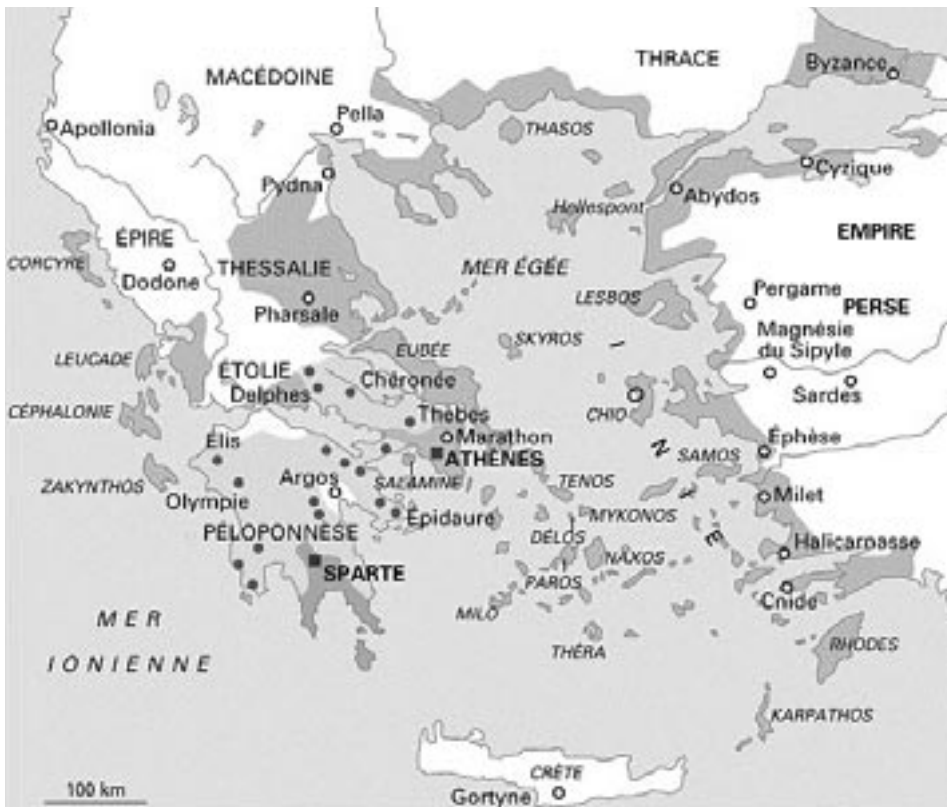 THRACE
Byzance
MACÉDOINE
Pella
Apollonia
THASOS
Pydna
Cyzique
Abydos
Hellespont
ÉPIRE
EMPIRE
CORCYRE
Dodone
THESSALIE
MER ÉGÉE
Pergame
LESBOS
PERSE
Pharsale
SKYROS
Magnésie
du Sipyle
LEUCADE
EUBÉE
ÉTOLIE
Delphes
Chéronée
Sardes
CÉPHALONIE
CHIO
Thèbes
Élis
Marathon
Éphèse
ATHÈNES
SAMOS
ZAKYNTHOS
Argos
SALAMINE
Olympie
TENOS
Milet
Épidaure
MYKONOS
PÉLOPONNÈSE
DÉLOS
Halicarnasse
NAXOS
SPARTE
PAROS
Cnide
MILO
MER
IONIENNE
THÉRA
RHODES
KARPATHOS
CRÈTE
100 km
Gortyne
I
N
I
E